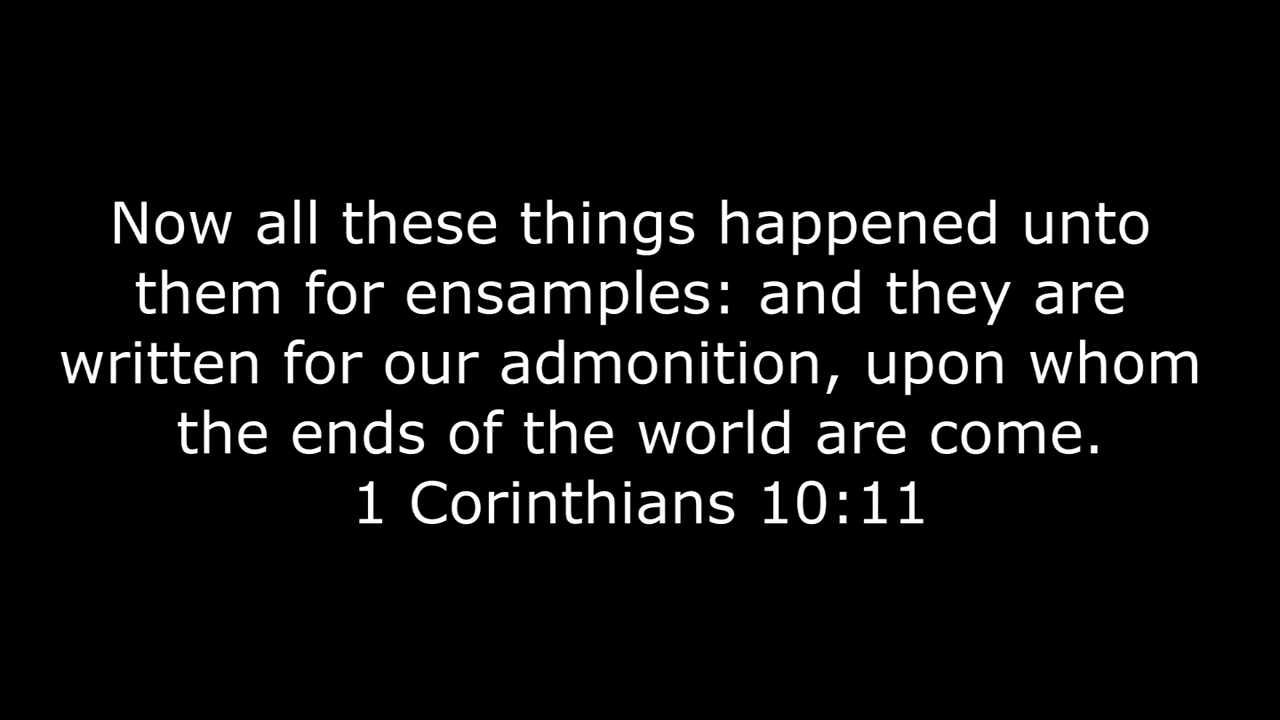 Now all these things happened unto
them for ensamples: and they are
written for our admonition, upon whom
the ends of the world are come.
1 Corinthians 10:11